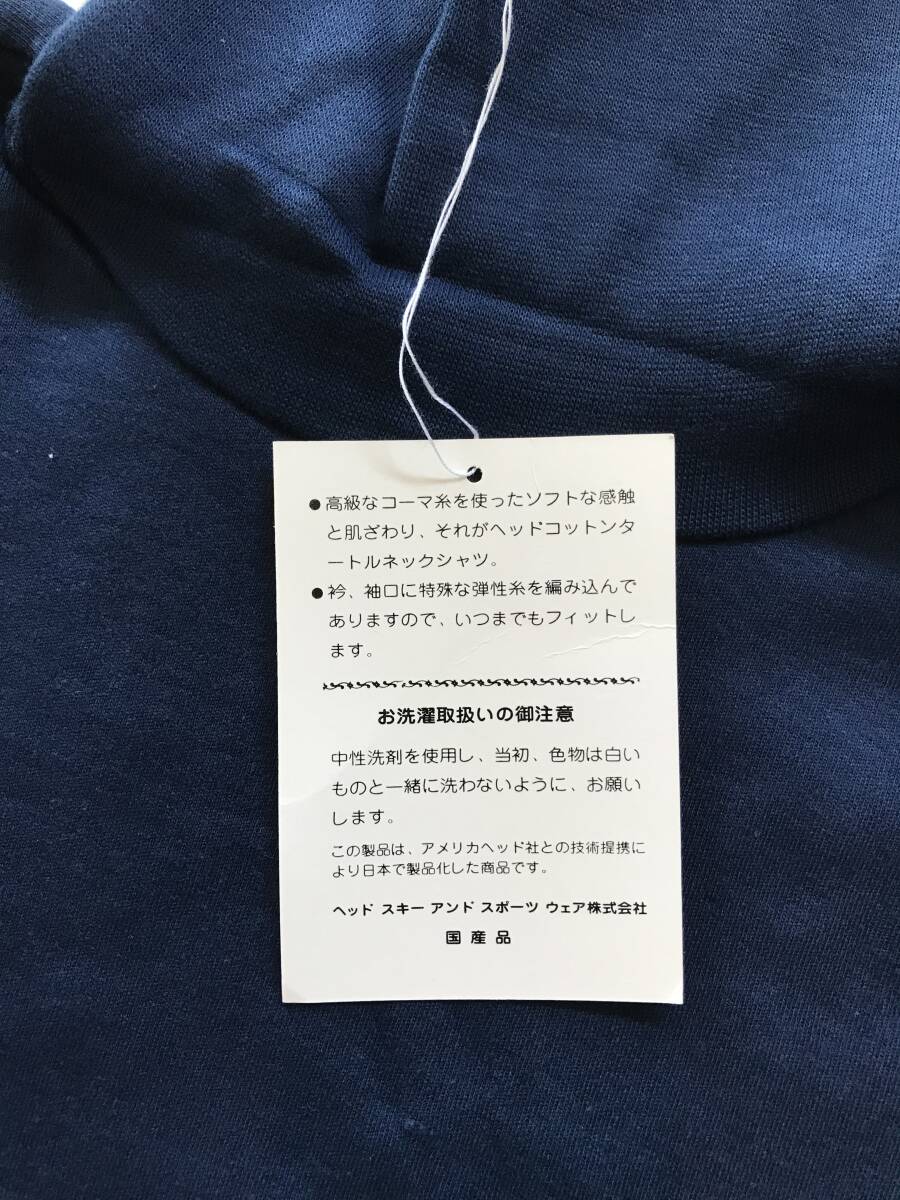 ●高級なコーマ糸を使ったソフトな感触
と肌ざわり、それがヘッドコットンタ
ートルネックシャツ。
●衿、袖口に特殊な弾性糸を編み込んで
ありますので、いつまでもフィットし
ます。
お洗濯取扱いの御注意
中性洗剤を使用し、当初、色物は白い
ものと一緒に洗わないように、お願い
します。
この製品は、アメリカヘッド社との技術提携に
より日本で製品化した商品です。
ヘッド スキー アンド スポーツ ウェア株式会社
国産品